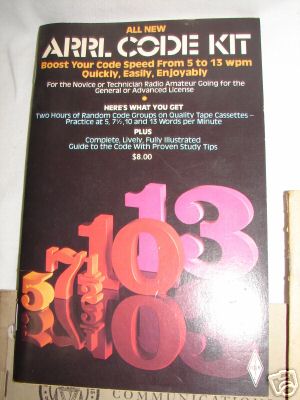 ALL NEW
ARRL CODE KIT
Boost Your Code Speed From 5 to 13 wpm
Quickly, Easily, Enjoyably
For the Novice or Technician Radio Amateur Going for the
General or Advanced License
HERE'S WHAT YOU GET
Two Hours of Random Code Groups on Quality Tape Cassettes –
Practice at 5, 7½, 10 and 13 Words per Minute
PLUS
Complete, Lively, Fully Illustrated
Guide to the Code With Proven Study Tips
$8.00
5 7½ 10 13
COMMUNICATIONS